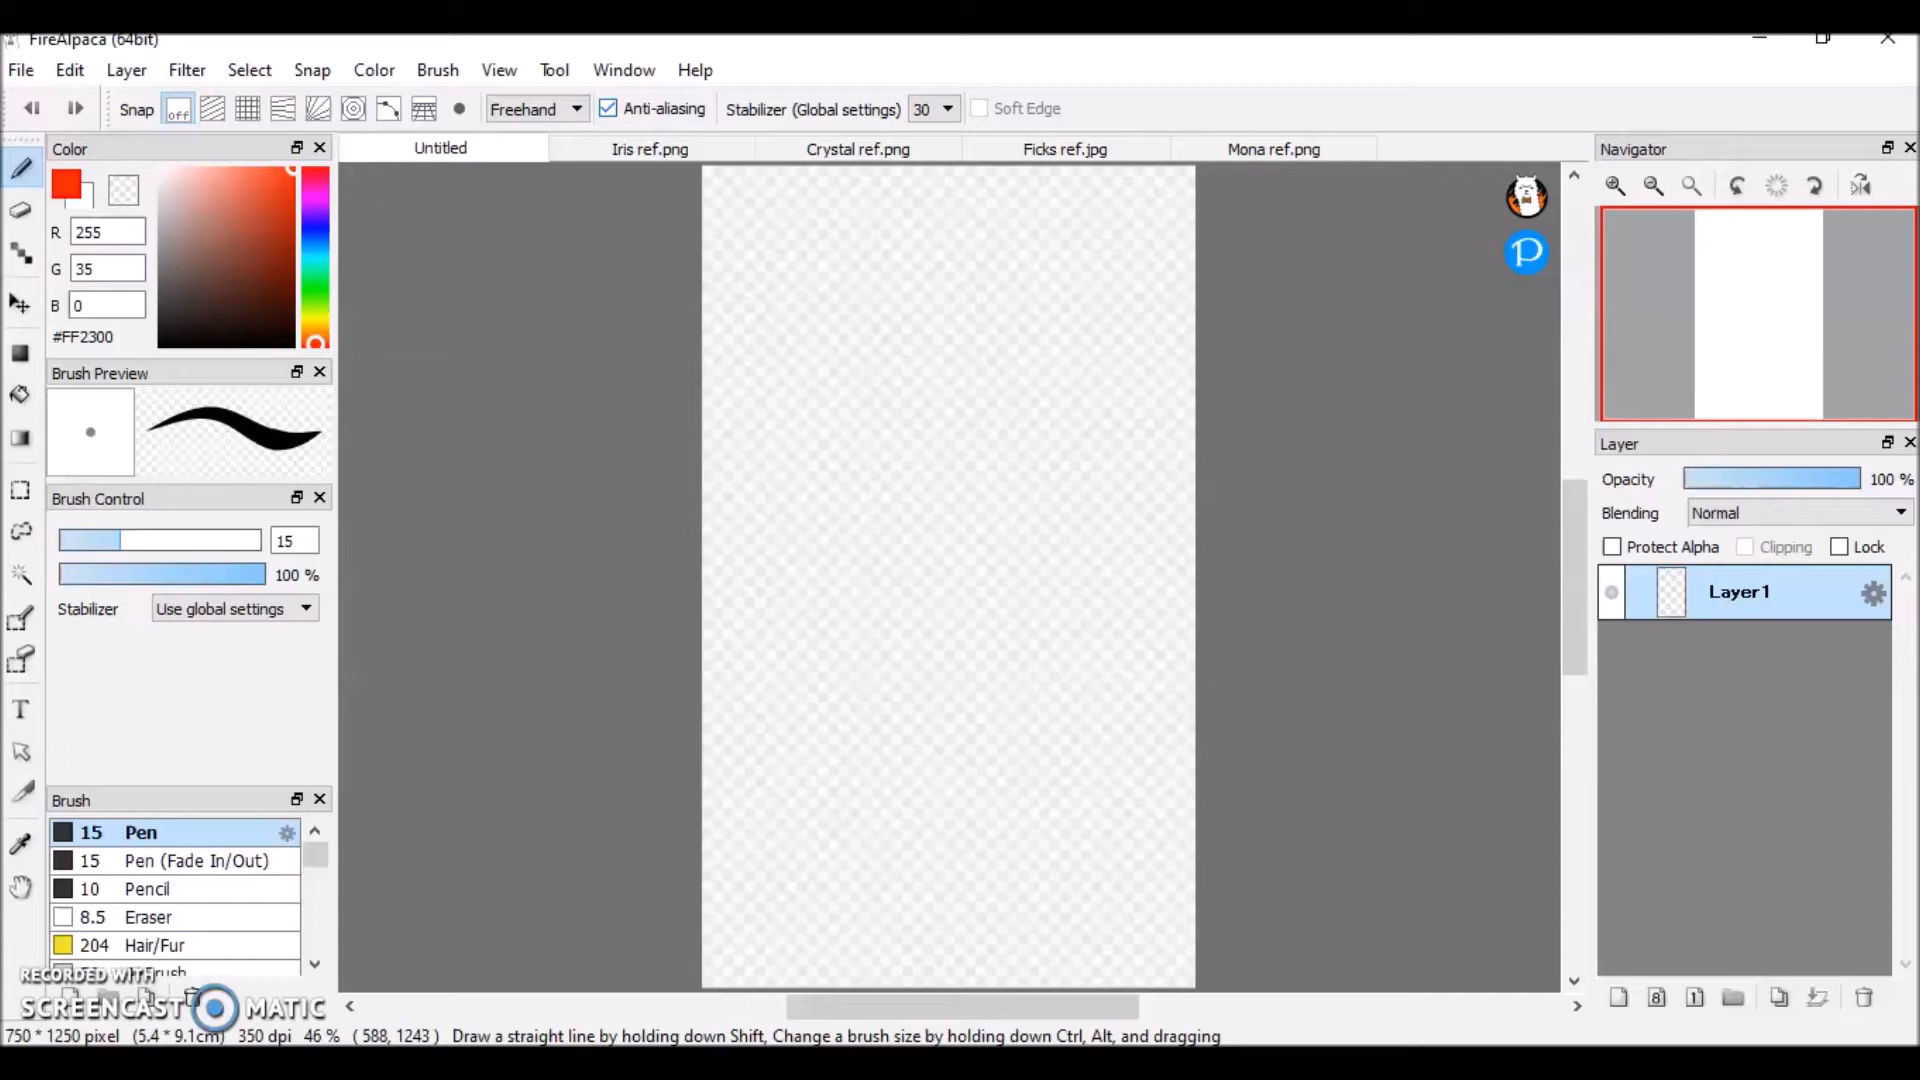 FireAlpaca (64bit)
File Edit Layer Filter Select Snap Color Brush View Tool Window Help
Snap off Freehand Anti-aliasing Stabilizer (Global settings) 30 Soft Edge
Color
R 255
G 35
B 0
#FF2300
Brush Preview
Brush Control
15
100 %
Stabilizer Use global settings
Brush
15 Pen
15 Pen (Fade In/Out)
10 Pencil
8.5 Eraser
204 Hair/Fur
RECORDED WITH
SCREENCAST MATIC
Untitled Iris ref.png Crystal ref.png Ficks ref.jpg Mona ref.png
P
Navigator
Layer
Opacity 100 %
Blending Normal
Protect Alpha Clipping Lock
Layer1
8 1
750 * 1250 pixel (5.4 * 9.1cm) 350 dpi 46 % ( 588, 1243 ) Draw a straight line by holding down Shift, Change a brush size by holding down Ctrl, Alt, and dragging